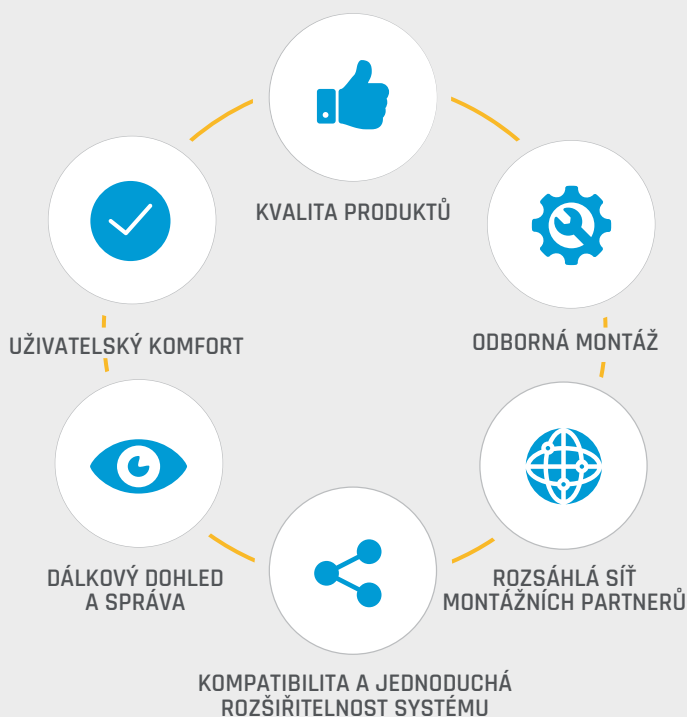 KVALITA PRODUKTŮ
UŽIVATELSKÝ KOMFORT
ODBORNÁ MONTÁŽ
DÁLKOVÝ DOHLED
A SPRÁVA
ROZSÁHLÁ SÍŤ
MONTÁŽNÍCH PARTNERŮ
KOMPATIBILITA A JEDNODUCHÁ
ROZŠIŘITELNOST SYSTÉMU